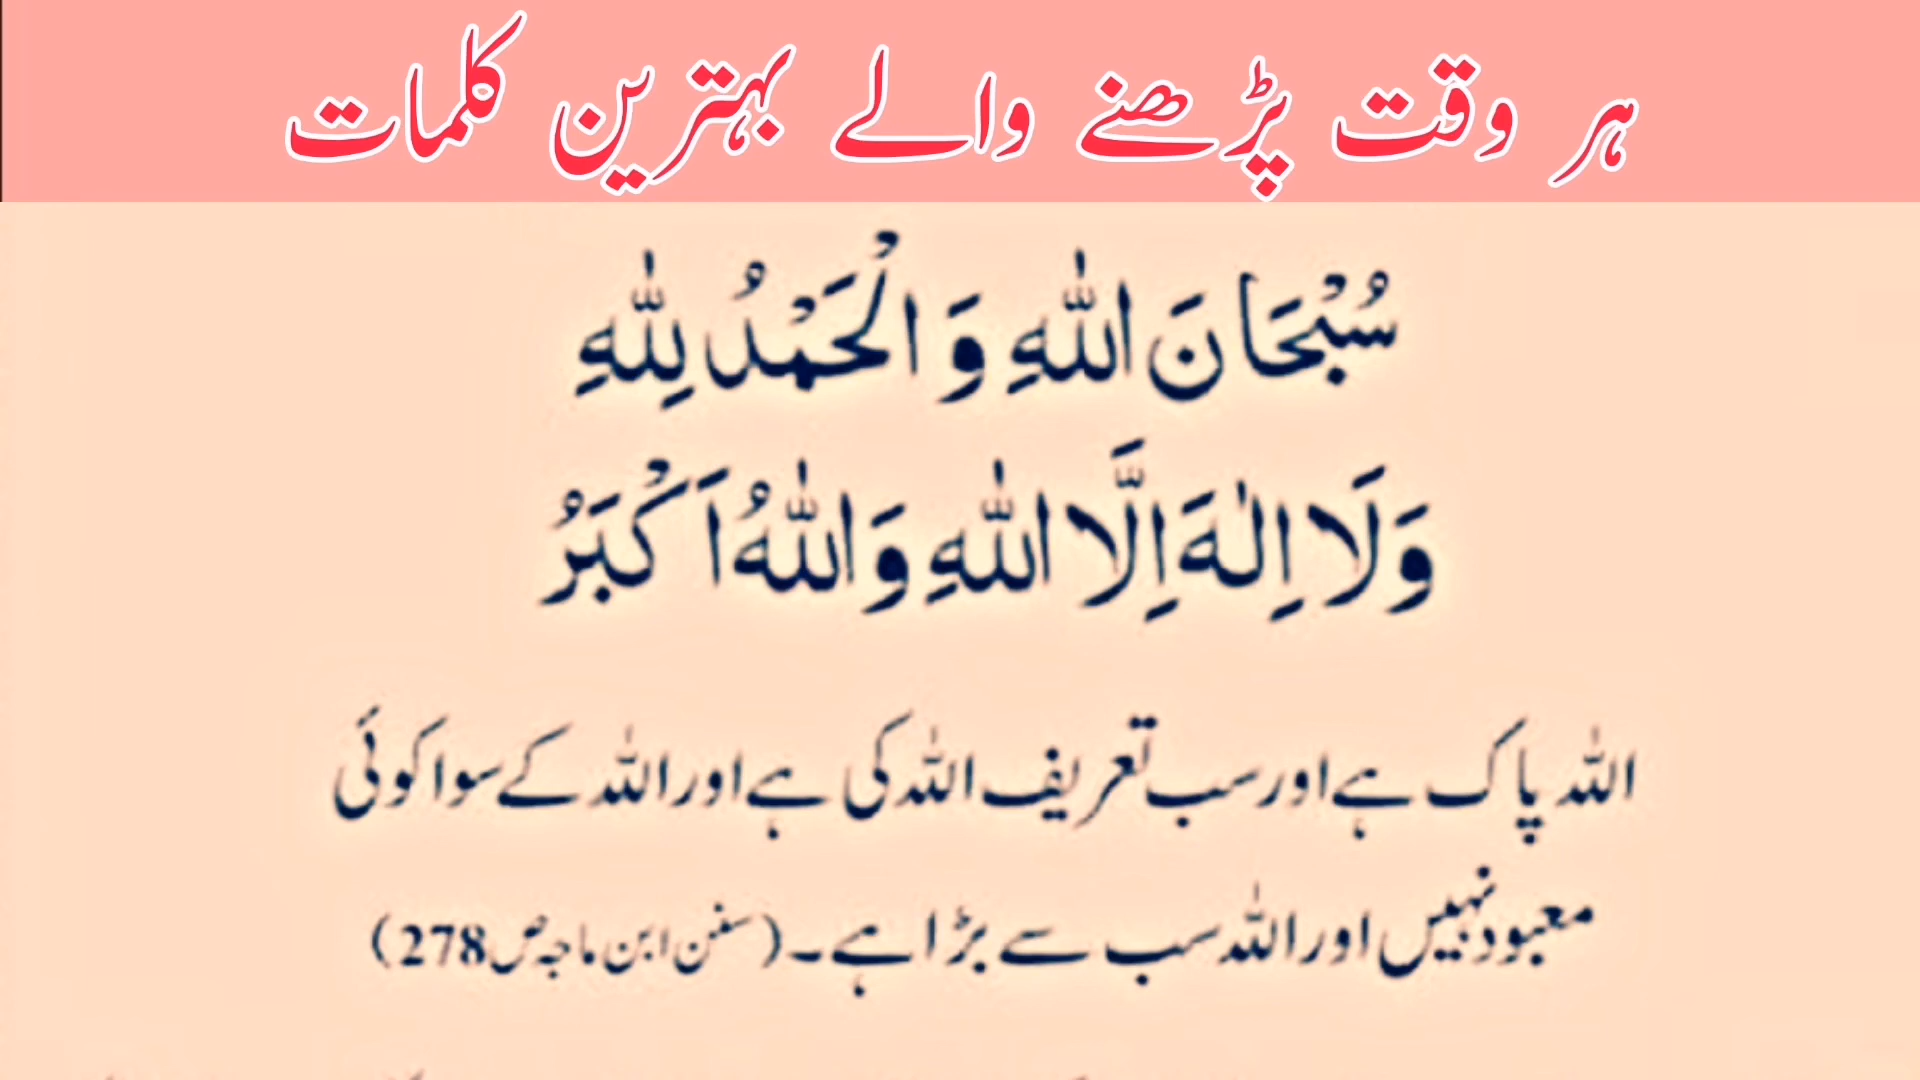 ہر وقت پڑھنے والے بہترین کلمات
سُبْحَانَ اللّٰهِ وَ الْحَمْدُ لِلّٰهِ
وَلَا اِلٰهَ اِلَّا اللّٰهِ وَاللّٰهُ اَكْبَرُ
اللہ پاک ہے اور سب تعریف اللہ کی ہے اور اللہ کے سوا کوئی
معبود نہیں اور اللہ سب سے بڑا ہے۔ (سنن ابن ماجہ ص 278)